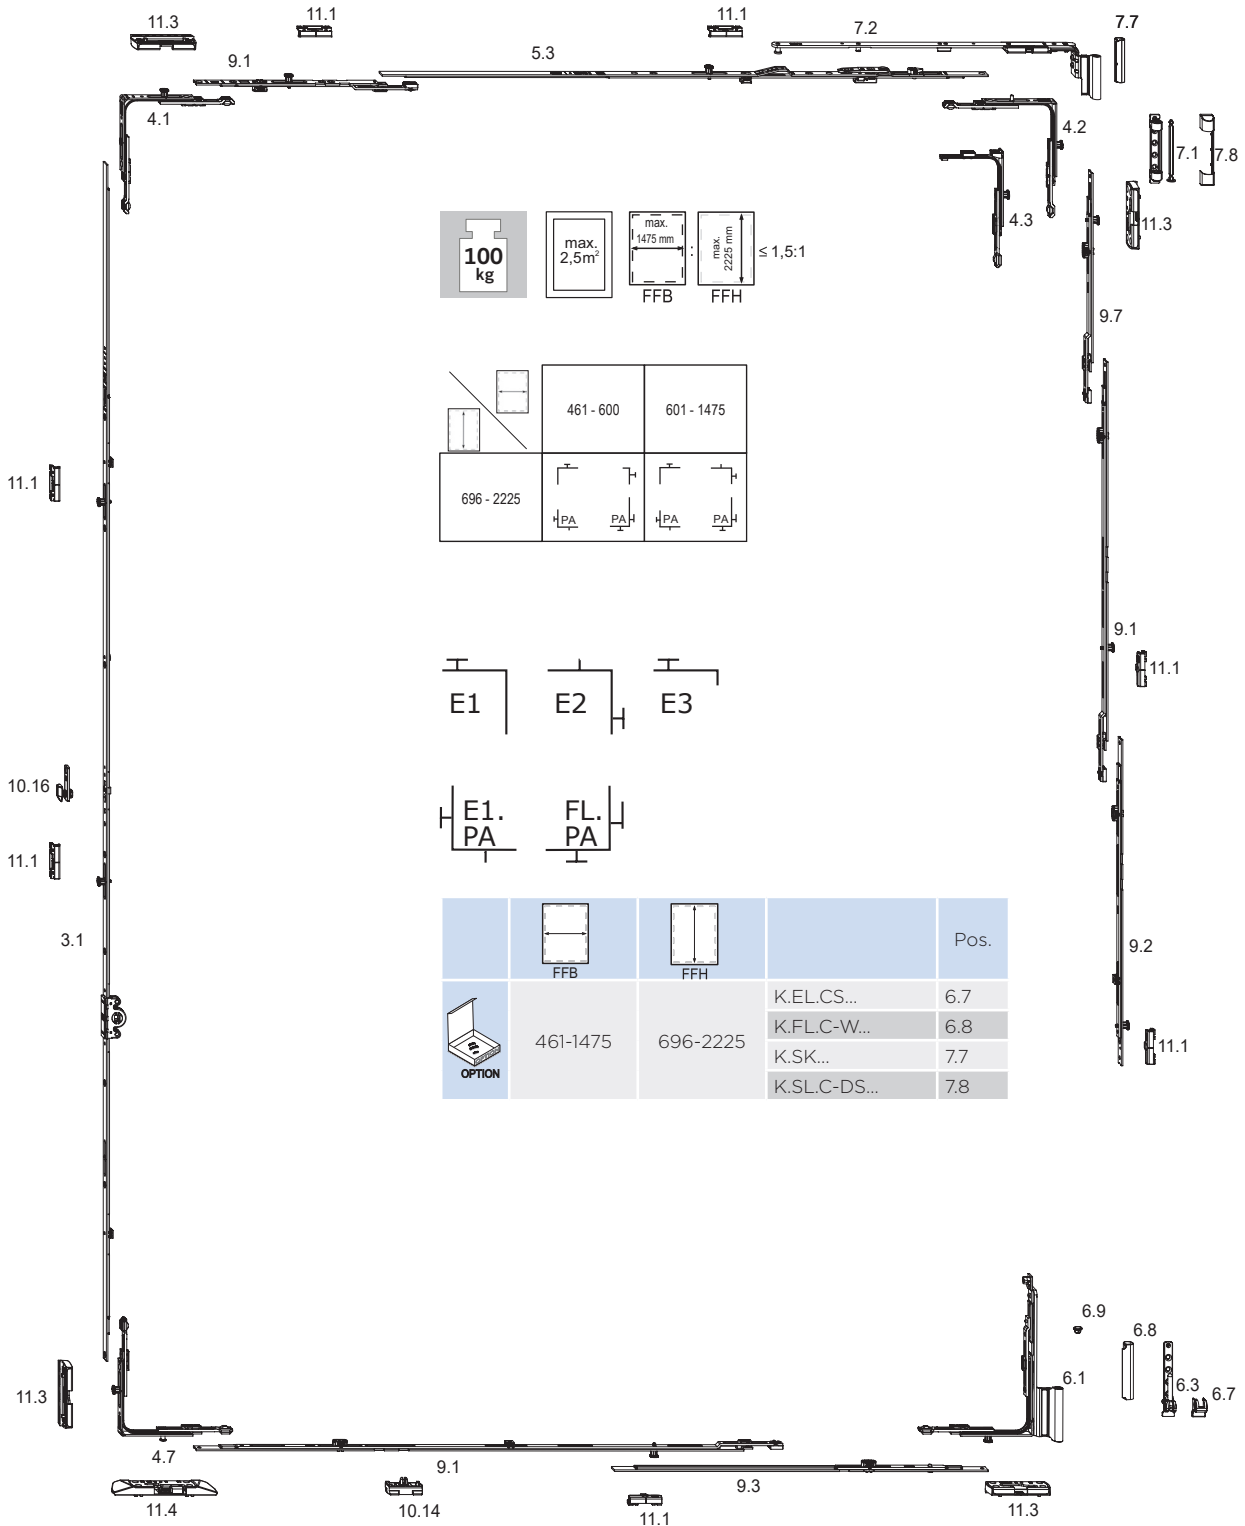 11.3
11.1
11.1
7.2
7.7
9.1
5.3
4.1
4.2
7.1
7.8
4.3
11.3
100 kg
max. 2,5m²
max. 1475 mm
:
max. 2225 mm
≤ 1,5:1
FFB
FFH
9.7
461 - 600
601 - 1475
696 - 2225
PA
PA
PA
PA
11.1
9.1
11.1
E1
E2
E3
10.16
E1. PA
FL. PA
11.1
3.1
9.2
FFB
FFH
Pos.
OPTION
461-1475
696-2225
K.EL.CS...
6.7
K.FL.C-W...
6.8
K.SK...
7.7
K.SL.C-DS...
7.8
11.1
6.9
6.8
6.1
6.3
6.7
11.3
4.7
9.1
9.3
11.4
10.14
11.1
11.3